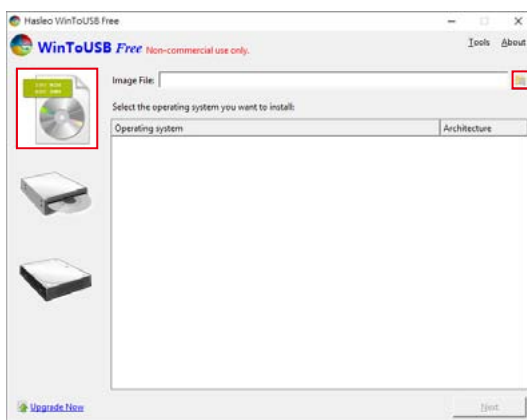 Hasleo WinToUSB Free
WinToUSB Free Non-commercial use only.
Tools About
Image File:
Select the operating system you want to install:
Operating system Architecture
Upgrade Now
Next